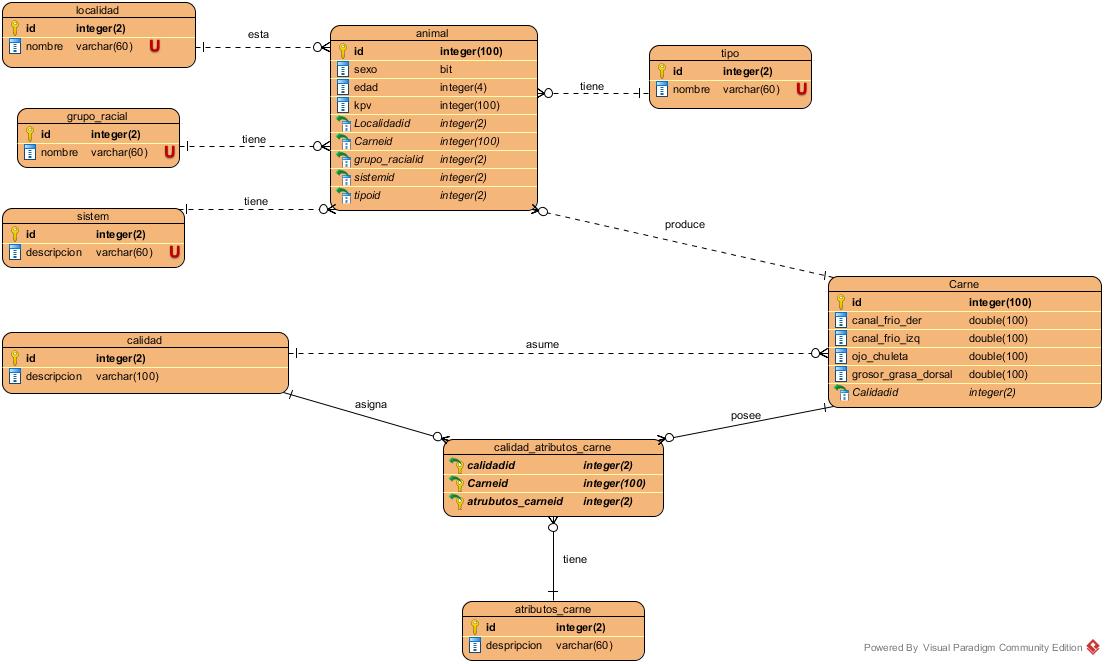 localidad
id integer(2)
nombre varchar(60) U
esta
animal
id integer(100)
sexo bit
edad integer(4)
kpv integer(100)
Localidadid integer(2)
Carneid integer(100)
grupo_racialid integer(2)
sistemid integer(2)
tipoid integer(2)
tiene
tipo
id integer(2)
nombre varchar(60) U
grupo_racial
id integer(2)
nombre varchar(60) U
tiene
sistem
id integer(2)
descripcion varchar(60) U
tiene
produce
Carne
id integer(100)
canal_frio_der double(100)
canal_frio_izq double(100)
ojo_chuleta double(100)
grosor_grasa_dorsal double(100)
Calidadid integer(2)
calidad
id integer(2)
descripcion varchar(100)
asume
asigna
posee
calidad_atributos_carne
calidadid integer(2)
Carneid integer(100)
atrubutos_carneid integer(2)
tiene
atributos_carne
id integer(2)
despripcion varchar(60)
Powered By Visual Paradigm Community Edition